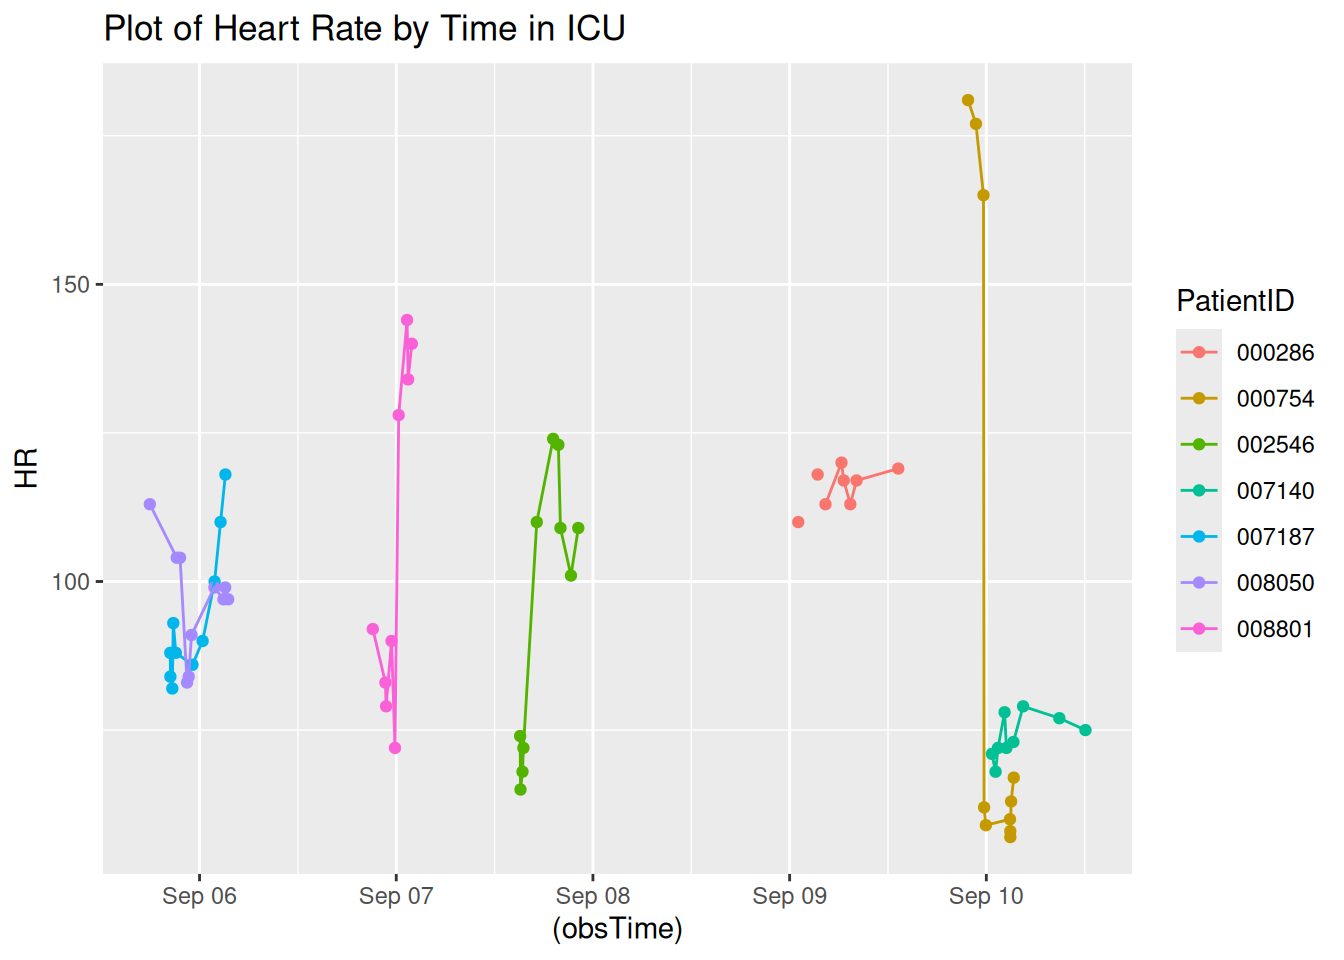 Plot of Heart Rate by Time in ICU
150
100
HR
Sep 06
Sep 07
Sep 08
Sep 09
Sep 10
(obsTime)
PatientID
000286
000754
002546
007140
007187
008050
008801